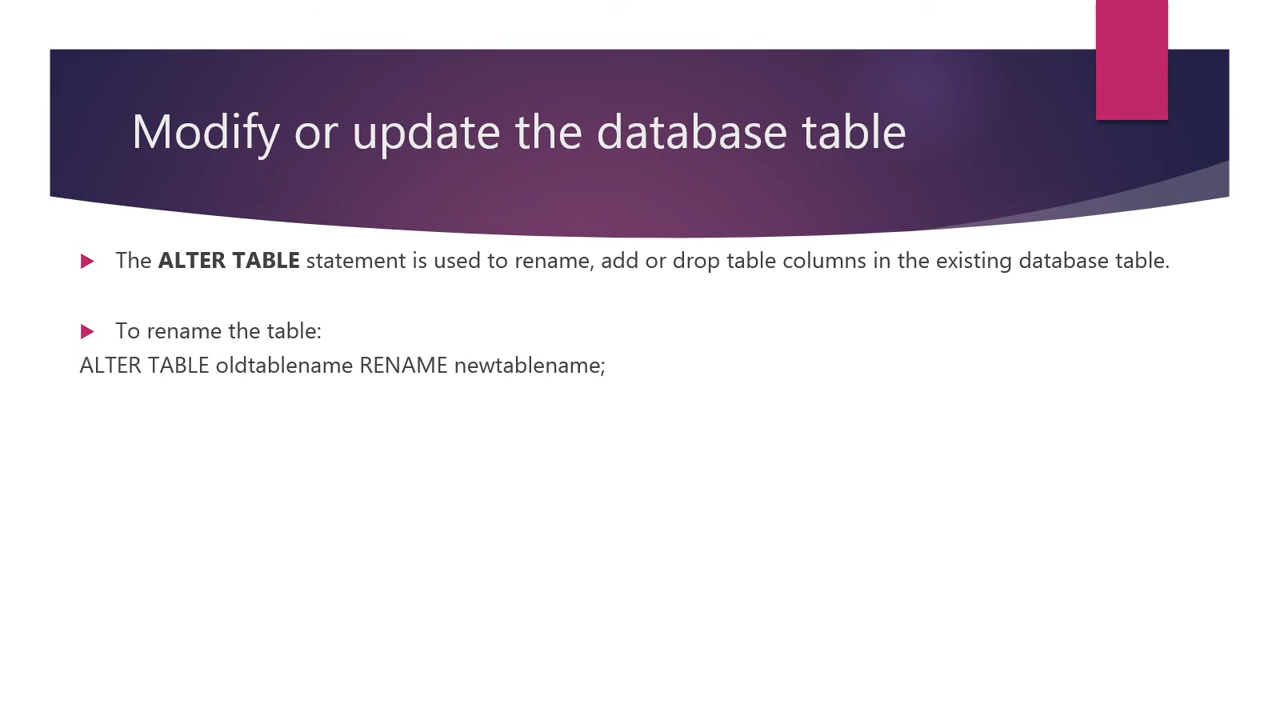 Modify or update the database table
The ALTER TABLE statement is used to rename, add or drop table columns in the existing database table.
To rename the table:
ALTER TABLE oldtablename RENAME newtablename;